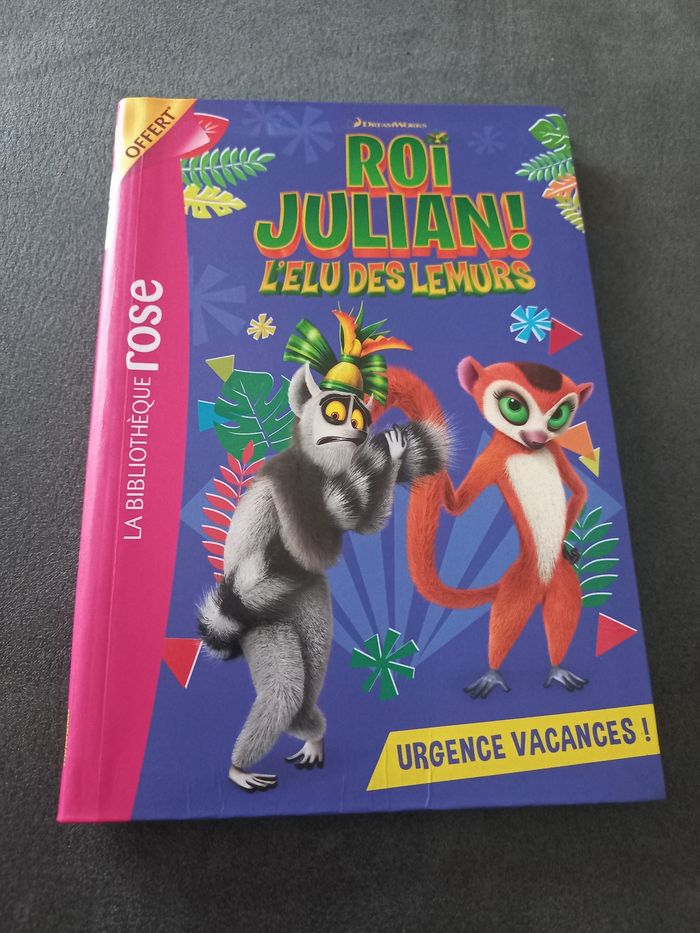 OFFERT*
DREAMWORKS
ROI
JULIAN!
L'ELU DES LEMURS
LA BIBLIOTHÈQUE rose
URGENCE VACANCES !